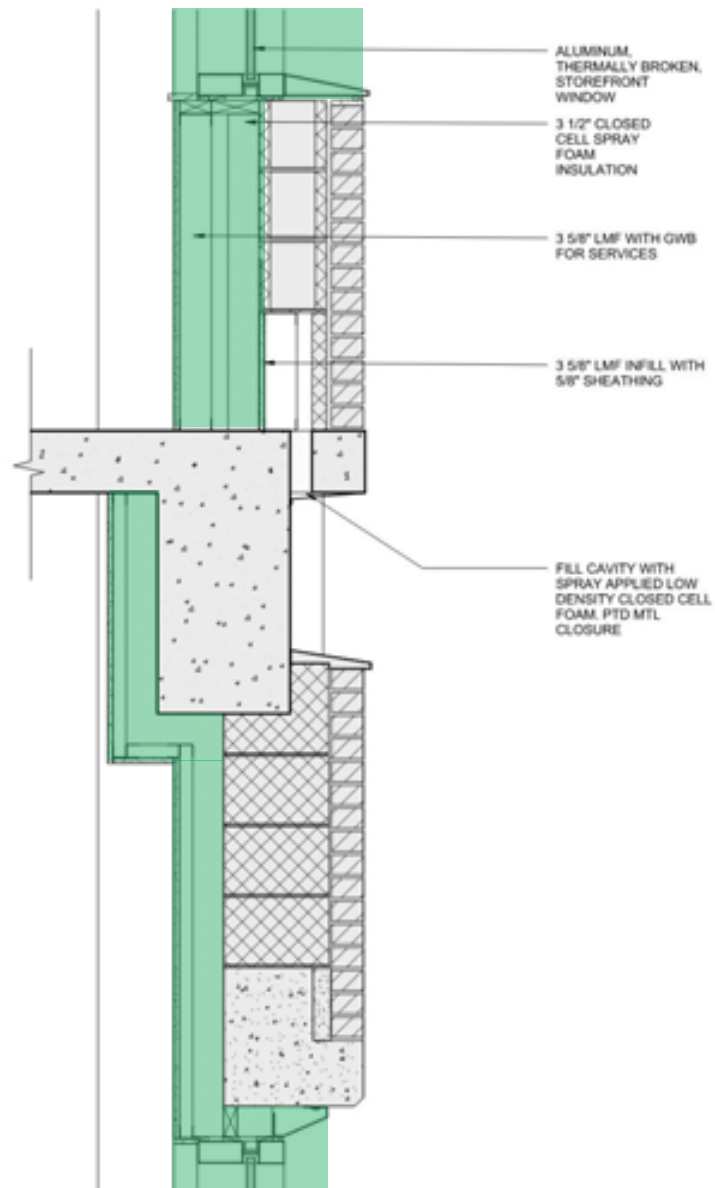 ALUMINUM,
THERMALLY BROKEN,
STOREFRONT
WINDOW
3 1/2" CLOSED
CELL SPRAY
FOAM
INSULATION
3 5/8" LMF WITH GWB
FOR SERVICES
3 5/8" LMF INFILL WITH
5/8" SHEATHING
FILL CAVITY WITH
SPRAY APPLIED LOW
DENSITY CLOSED CELL
FOAM. PTD MTL
CLOSURE